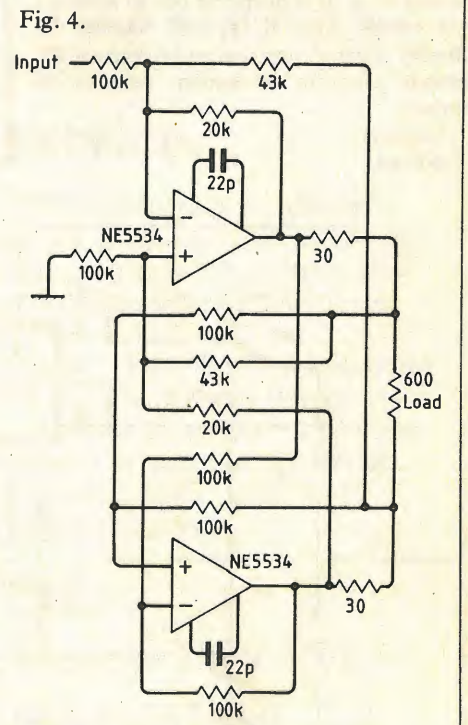 Fig. 4.
Input
100k
43k
20k
22p
NE5534
−
+
100k
30
100k
43k
600
Load
20k
100k
100k
NE5534
+
−
30
22p
100k